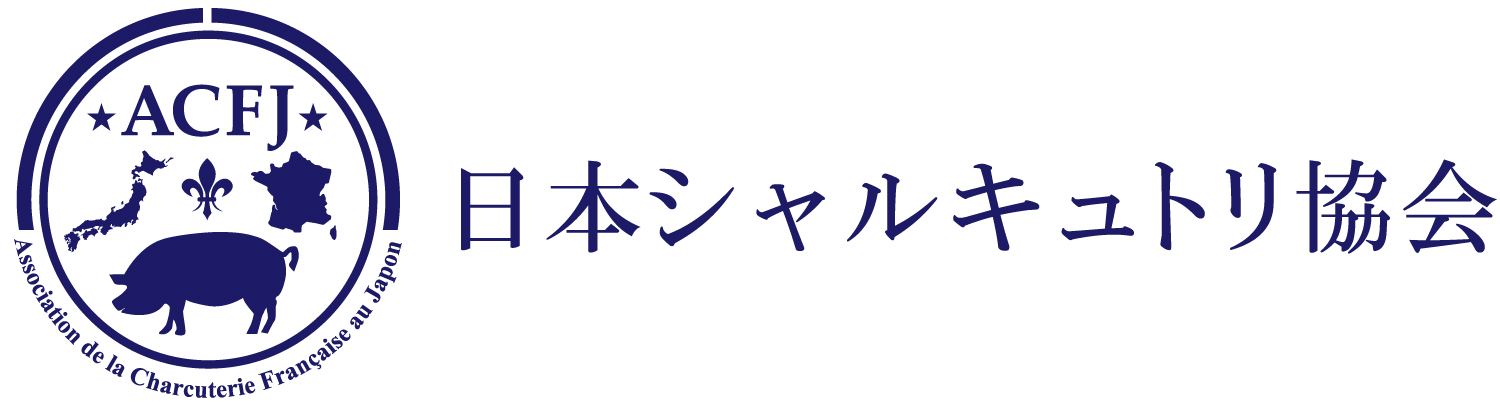 ACFJ
Association de la Charcuterie Française au Japon
日本シャルキュトリ協会